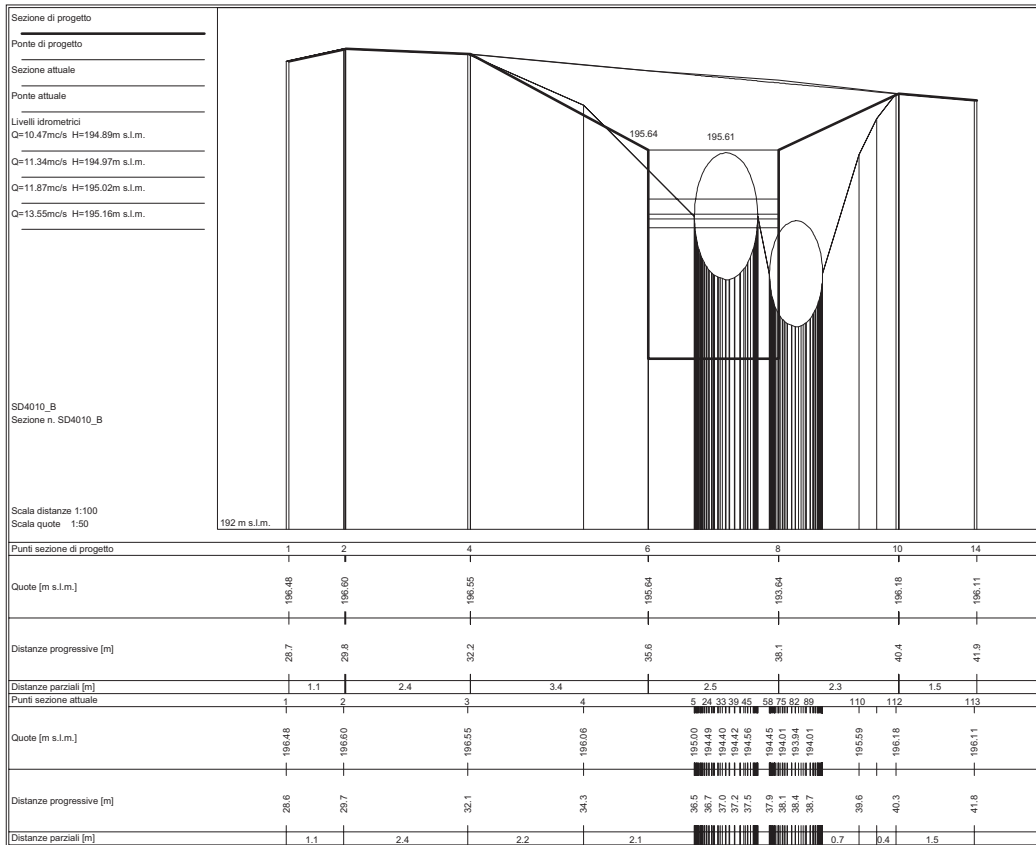 Sezione di progetto
Ponte di progetto
Sezione attuale
Ponte attuale
Livelli idrometrici
Q=10.47mc/s H=194.89m s.l.m.
Q=11.34mc/s H=194.97m s.l.m.
Q=11.87mc/s H=195.02m s.l.m.
Q=13.55mc/s H=195.16m s.l.m.
195.64 195.61
SD4010_B
Sezione n. SD4010_B
Scala distanze 1:100
Scala quote 1:50
192 m s.l.m.
Punti sezione di progetto 1 2 4 6 8 10 14
Quote [m s.l.m.] 196.48 196.60 196.55 195.64 193.64 196.18 196.11
Distanze progressive [m] 28.7 29.8 32.2 35.6 38.1 40.4 41.9
Distanze parziali [m] 1.1 2.4 3.4 2.5 2.3 1.5
Punti sezione attuale 1 2 3 4 5 24 33 39 45 58 75 82 89 110 112 113
Quote [m s.l.m.] 196.48 196.60 196.55 196.06 195.00 194.49 194.40 194.42 194.56 194.45 194.01 193.94 194.01 195.59 196.18 196.11
Distanze progressive [m] 28.6 29.7 32.1 34.3 36.5 36.7 37.0 37.2 37.5 37.9 38.1 38.4 38.7 39.6 40.3 41.8
Distanze parziali [m] 1.1 2.4 2.2 2.1 0.7 0.4 1.5